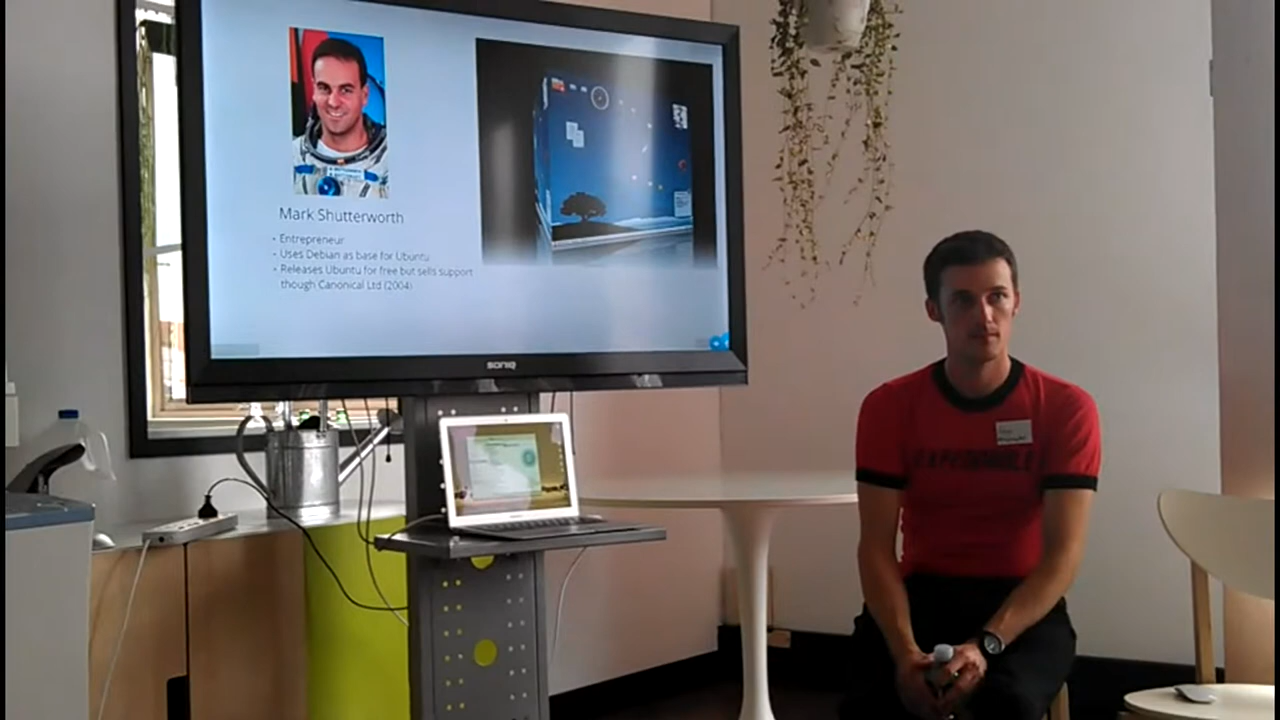 Mark Shutterworth
• Entrepreneur
• Uses Debian as base for Ubuntu
• Releases Ubuntu for free but sells support
though Canonical Ltd (2004)
SONIQ